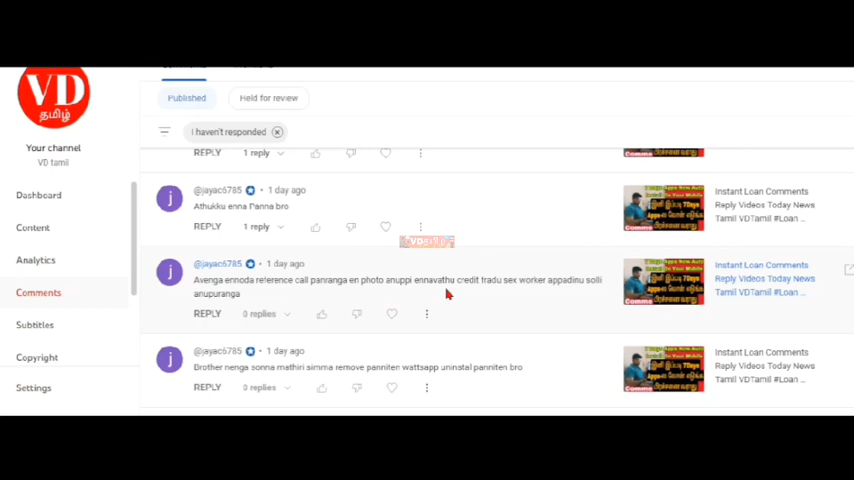 VD
தமிழ்
Your channel
VD tamil
Dashboard
Content
Analytics
Comments
Subtitles
Copyright
Settings
Published
Held for review
I haven't responded
REPLY
1 reply
@jayac6785 • 1 day ago
Athukku enna Panna bro
REPLY
1 reply
Instant Loan Comments
Reply Videos Today News
Tamil VDTamil #Loan ...
VDதமிழ்
@jayac6785 • 1 day ago
Avenga ennoda reference call panranga en photo anuppi ennavathu credit fradu sex worker appadinu solli
anupuranga
REPLY
0 replies
Instant Loan Comments
Reply Videos Today News
Tamil VDTamil #Loan ...
@jayac6785 • 1 day ago
Brother nenga sonna mathiri simma remove panniten wattsapp uninstal panniten bro
REPLY
0 replies
Instant Loan Comments
Reply Videos Today News
Tamil VDTamil #Loan ...